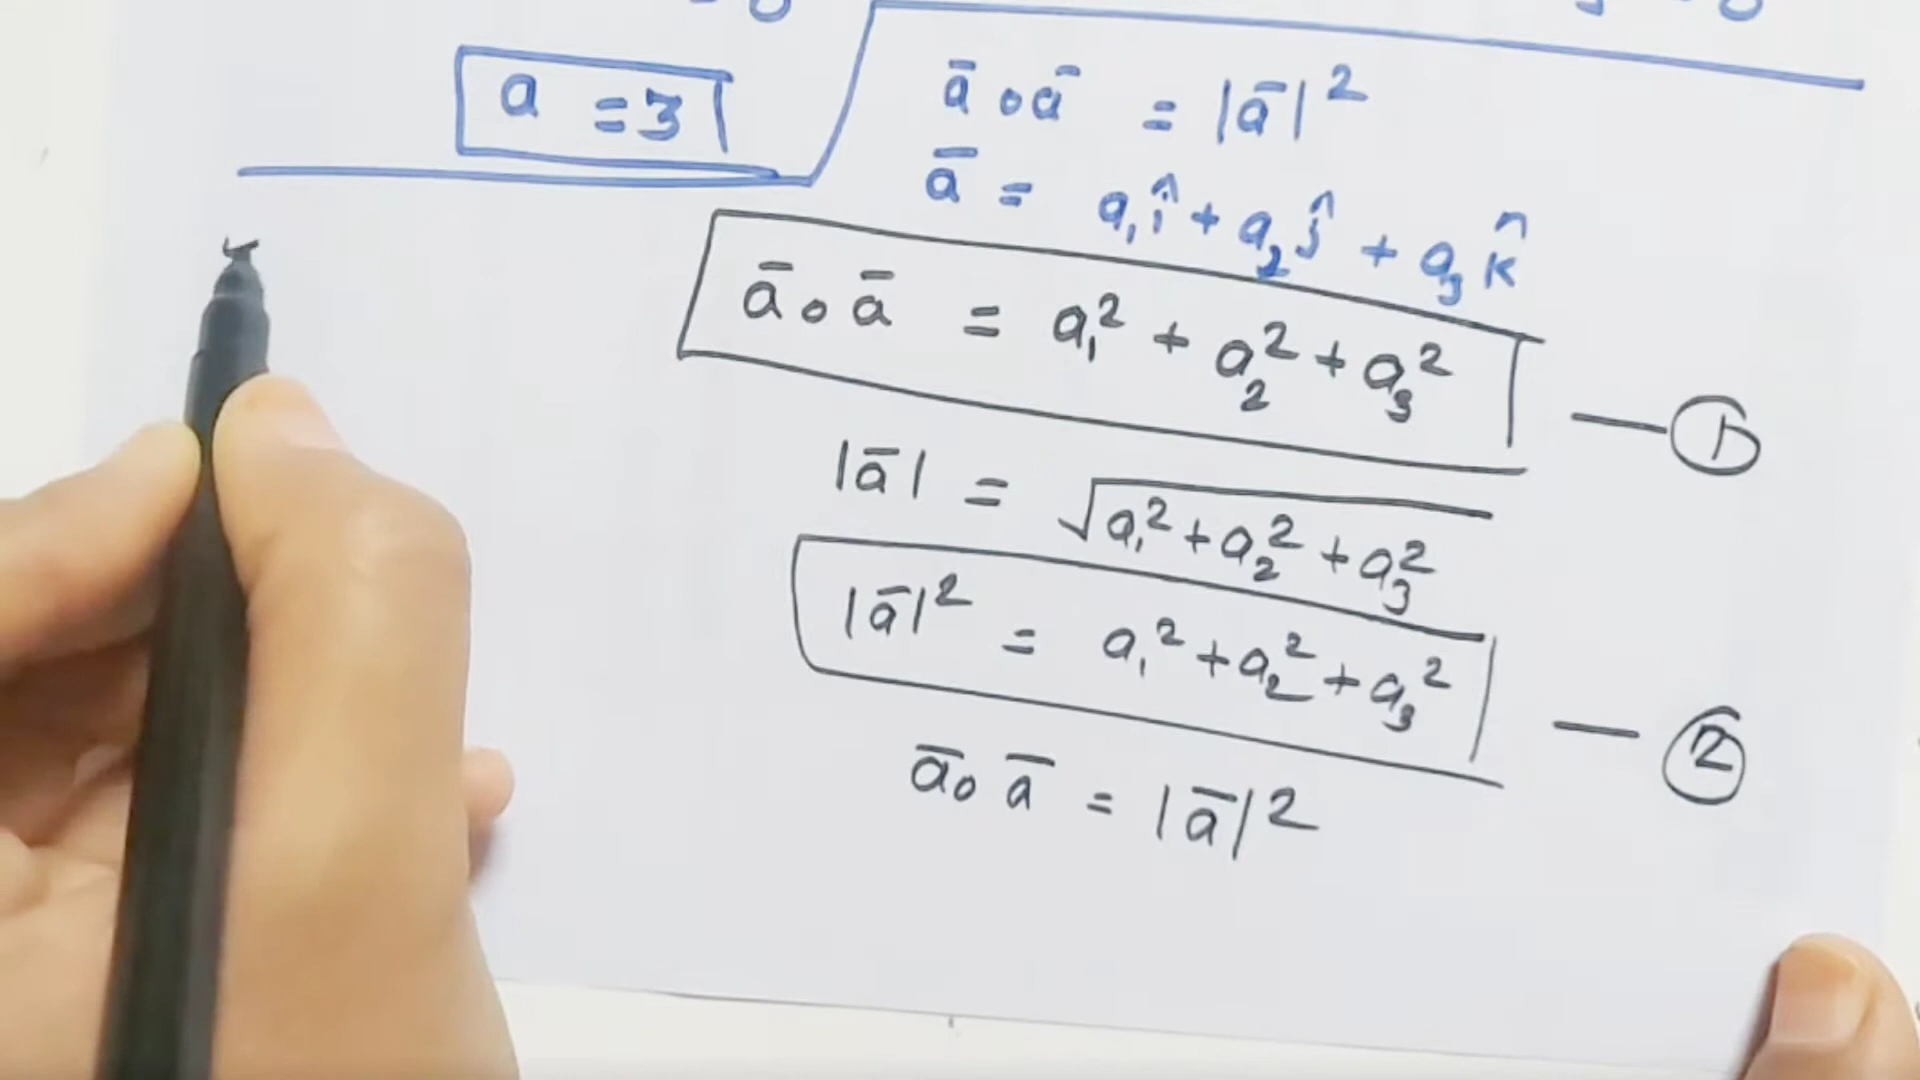 a = 3
ā ∘ ā = |ā|²
ā = a₁î + a₂ĵ + a₃k̂
ā ∘ ā = a₁² + a₂² + a₃² — ①
|ā| = √a₁² + a₂² + a₃²
|ā|² = a₁² + a₂² + a₃² — ②
ā ∘ ā = |ā|²